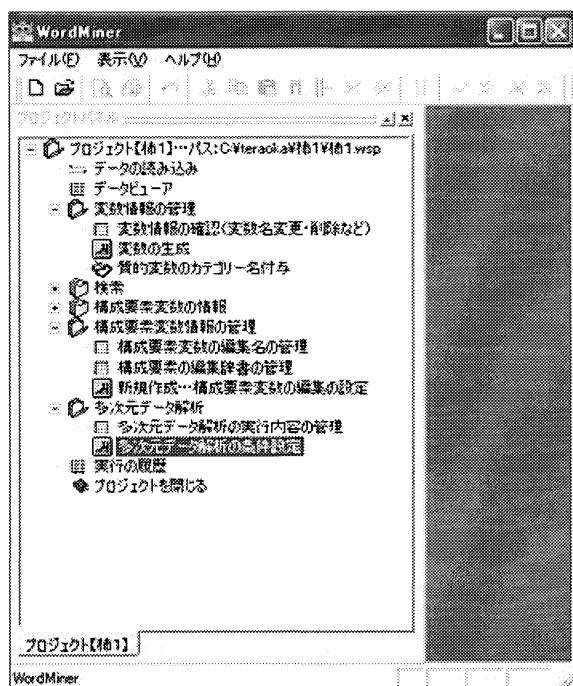 WordMiner
ファイル(F) 表示(V) ヘルプ(H)
プロジェクトパネル
プロジェクト【柿1】…パス:C:¥teraoka¥柿1¥柿1.wsp
データの読み込み
データビューア
変数情報の管理
変数情報の確認(変数名変更・削除など)
変数の生成
質的変数のカテゴリー名付与
検索
構成要素変数の情報
構成要素変数情報の管理
構成要素変数の編集名の管理
構成要素の編集辞書の管理
新規作成…構成要素変数の編集の設定
多次元データ解析
多次元データ解析の実行内容の管理
多次元データ解析の条件設定
実行の履歴
プロジェクトを閉じる
プロジェクト【柿1】
WordMiner